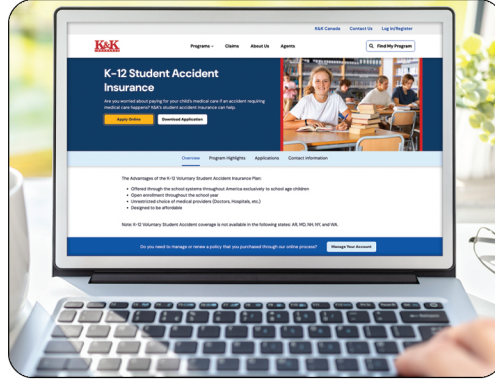 K&K Canada Contact Us Log in/Register
K&K
Programs Claims About Us Agents Find My Program
K-12 Student Accident
Insurance
Are you worried about paying for your child's medical care if an accident requiring
medical care happens? K&K's student accident insurance can help.
Apply Online Download Application
Overview Program Highlights Applications Contact Information
The Advantages of the K-12 Voluntary Student Accident Insurance Plan:
• Offered through the school systems throughout America exclusively to school age children
• Open enrollment throughout the school year
• Unrestricted choice of medical providers (Doctors, Hospitals, etc.)
• Designed to be affordable
Note: K-12 Voluntary Student Accident coverage is not available in the following states: AR, MD, NH, NY, and WA.
Do you need to manage or renew a policy that you purchased through our online process? Manage Your Account